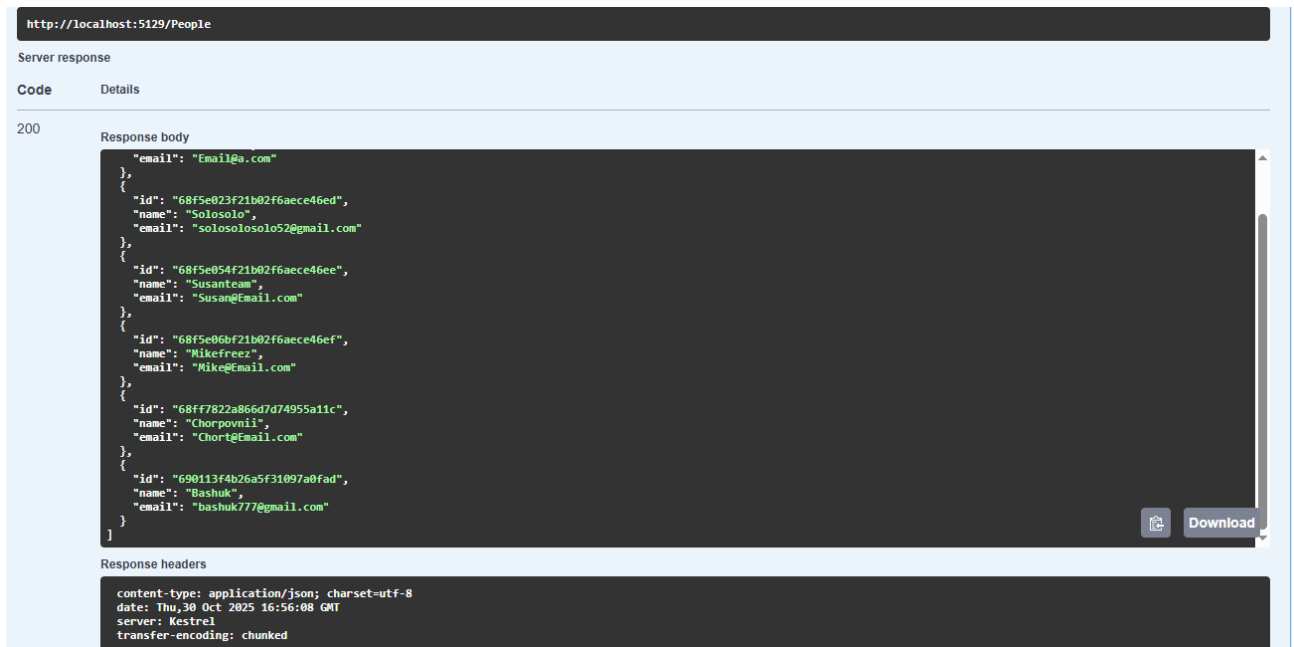 http://localhost:5129/People
Server response
Code Details
200
Response body
"email": "Email@a.com"
},
{
"id": "68f5e023f21b02f6aece46ed",
"name": "Solosolo",
"email": "solosolosolo52@gmail.com"
},
{
"id": "68f5e054f21b02f6aece46ee",
"name": "Susanteam",
"email": "Susan@Email.com"
},
{
"id": "68f5e06bf21b02f6aece46ef",
"name": "Mikefreez",
"email": "Mike@Email.com"
},
{
"id": "68ff7822a866d7d74955a11c",
"name": "Chorpovnii",
"email": "Chort@Email.com"
},
{
"id": "690113f4b26a5f31097a0fad",
"name": "Bashuk",
"email": "bashuk777@gmail.com"
}
]
Download
Response headers
content-type: application/json; charset=utf-8
date: Thu,30 Oct 2025 16:56:08 GMT
server: Kestrel
transfer-encoding: chunked